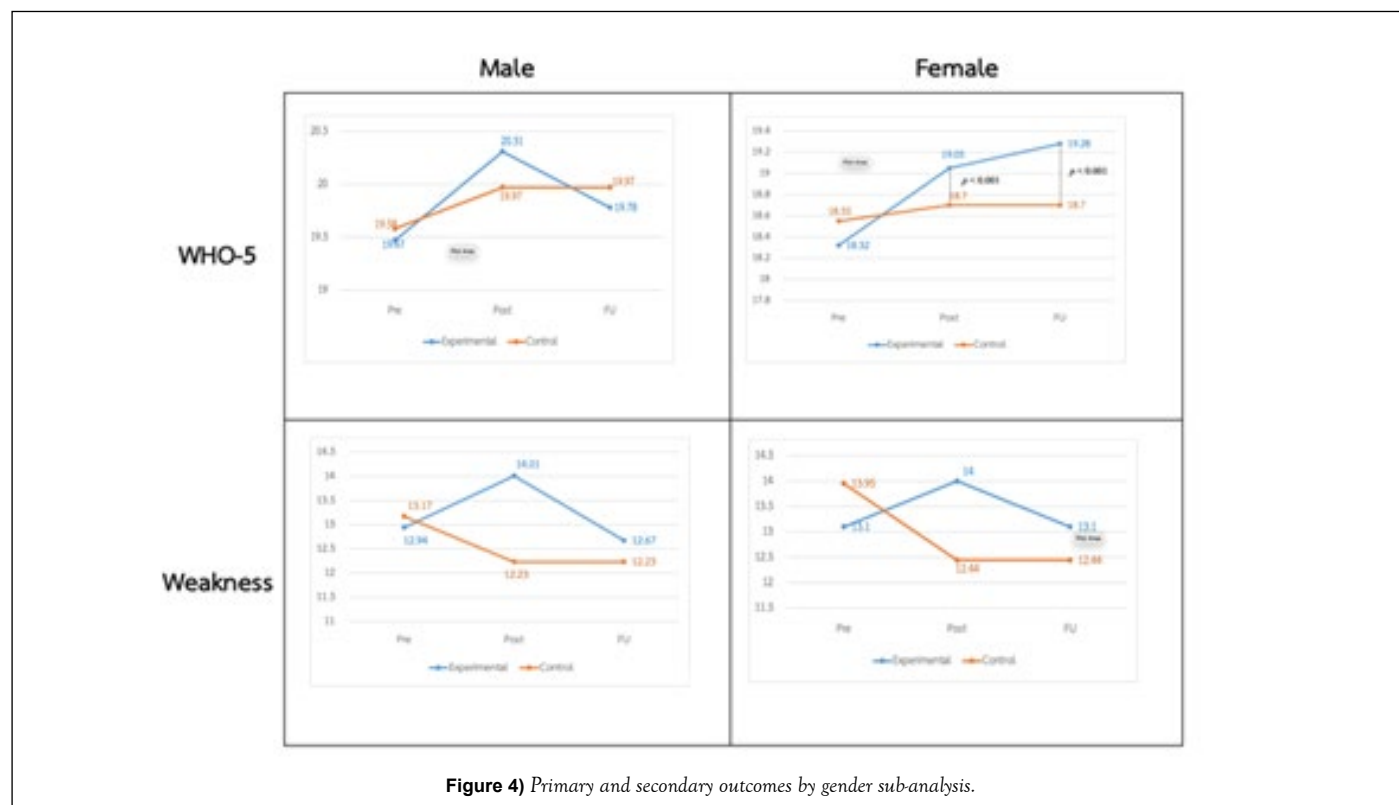 Male
Female
WHO-5
20.5
20
19.5
19
20.31
19.97
19.97
19.58
19.47
19.78
Pre
Post
FU
Experimental
Control
19.4
19.2
19
18.8
18.6
18.4
18.2
18
17.8
19.28
19.05
p < 0.001
p < 0.001
18.7
18.7
18.55
18.32
Pre
Post
FU
Experimental
Control
Weakness
14.5
14
13.5
13
12.5
12
11.5
11
14.01
13.17
12.94
12.67
12.23
12.23
Pre
Post
FU
Experimental
Control
14.5
14
13.5
13
12.5
12
11.5
14
13.95
13.1
13.1
Pre
Post
FU
Experimental
Control
Figure 4) Primary and secondary outcomes by gender sub-analysis.